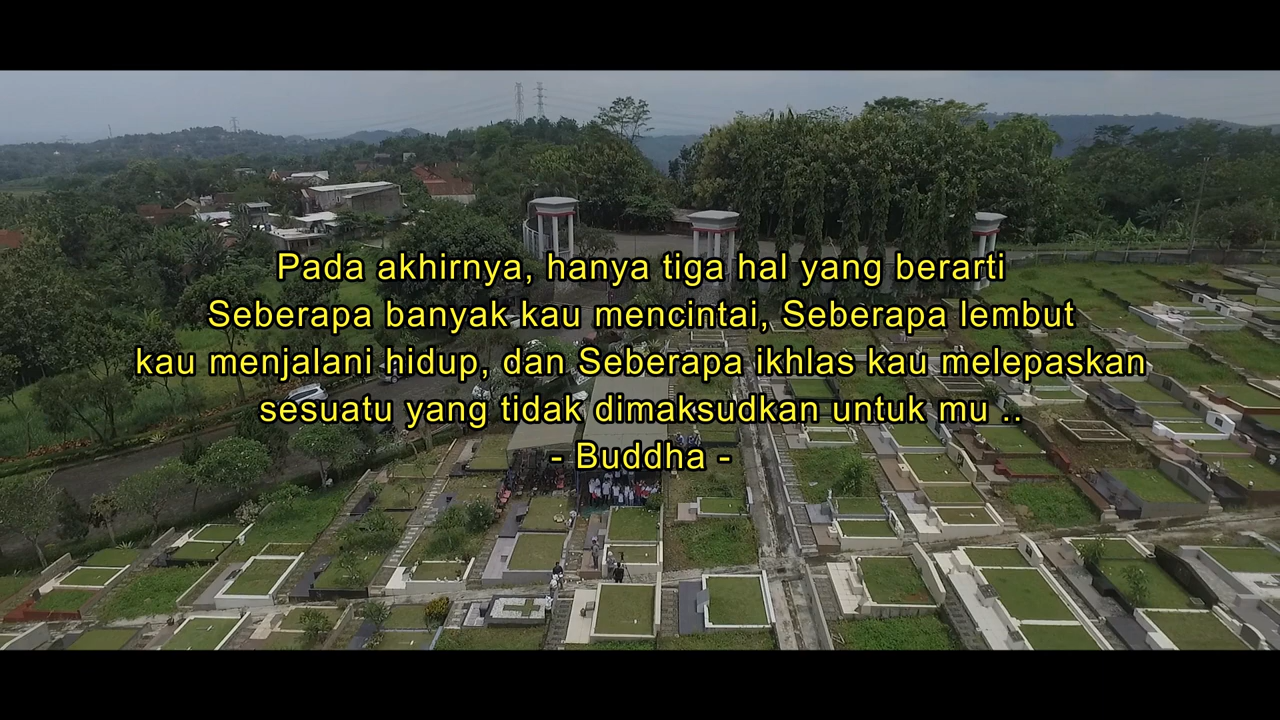 Pada akhirnya, hanya tiga hal yang berarti
Seberapa banyak kau mencintai, Seberapa lembut
kau menjalani hidup, dan Seberapa ikhlas kau melepaskan
sesuatu yang tidak dimaksudkan untuk mu ..
- Buddha -